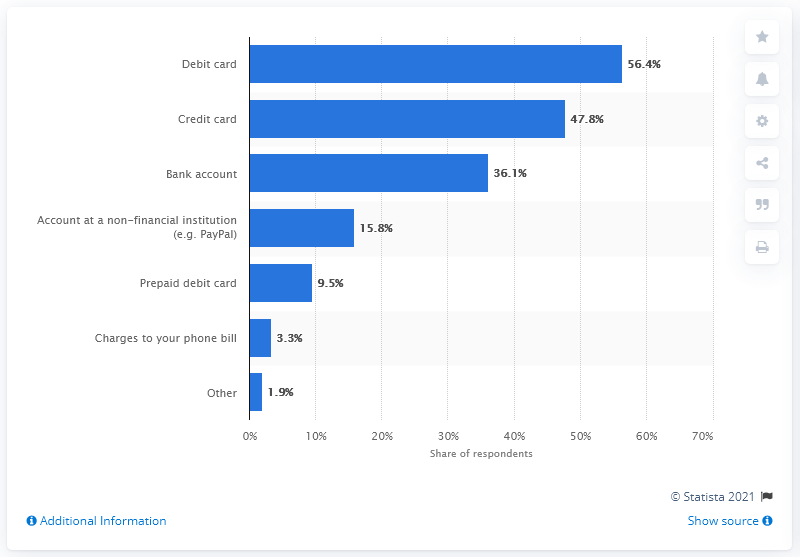 Debit card
56.4%
Credit card
47.8%
Bank account
36.1%
Account at a non-financial institution
(e.g. PayPal)
15.8%
Prepaid debit card
9.5%
Charges to your phone bill
3.3%
Other
1.9%
0% 10% 20% 30% 40% 50% 60% 70%
Share of respondents
© Statista 2021
Additional Information
Show source